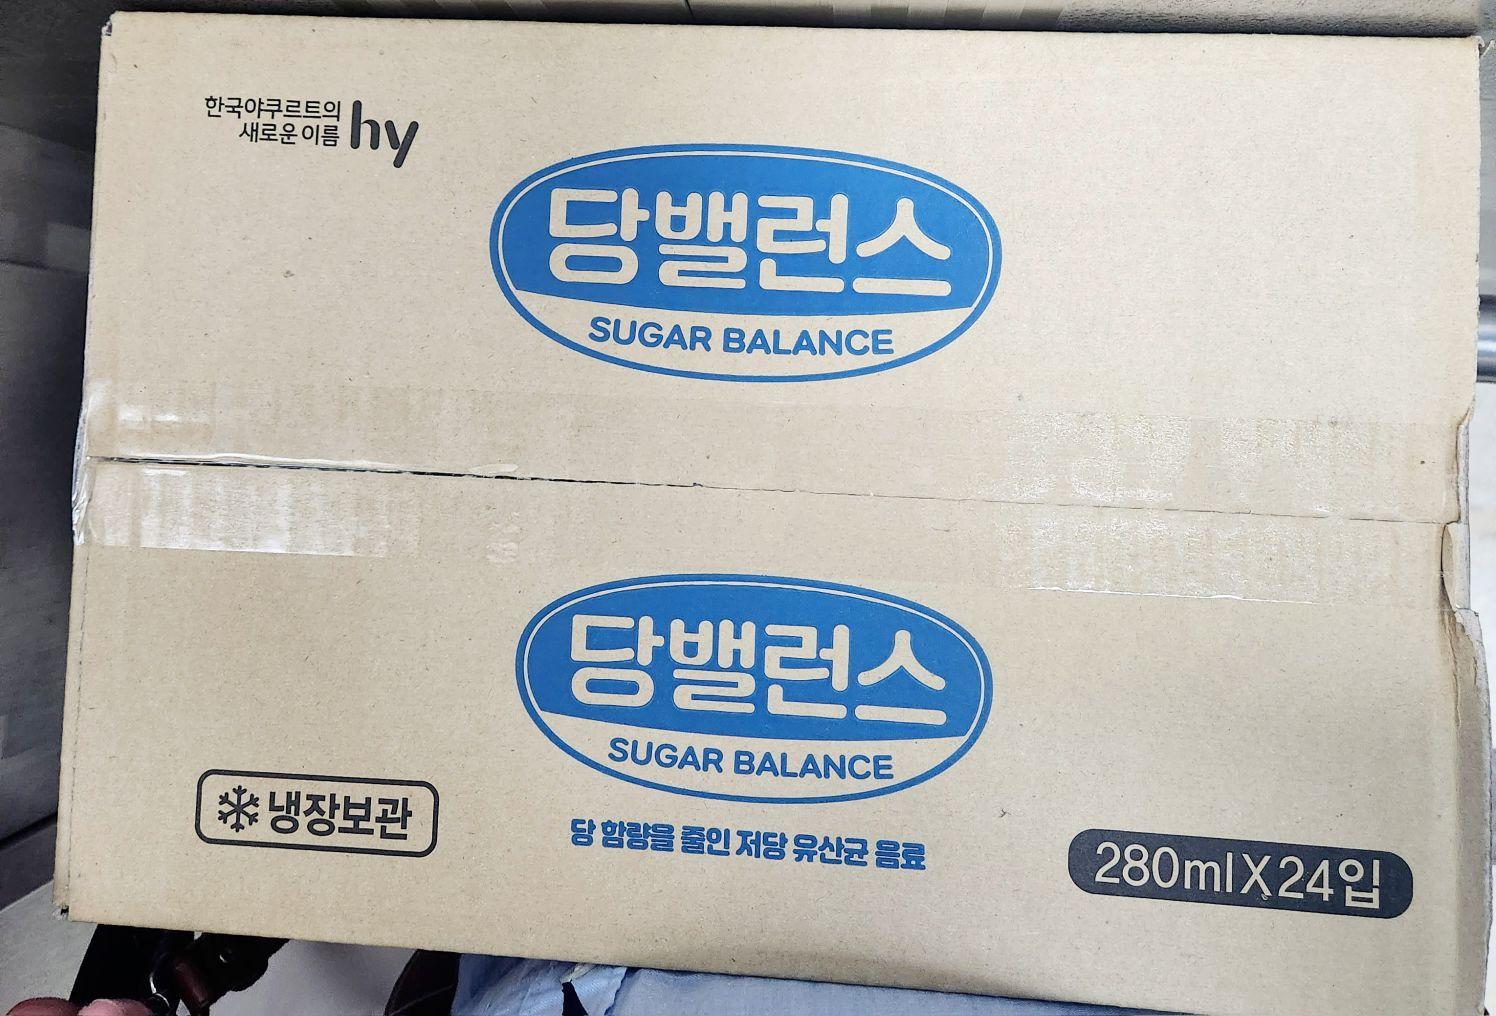 한국야쿠르트의
새로운 이름
hy
당밸런스
SUGAR BALANCE
당밸런스
SUGAR BALANCE
냉장보관
당 함량을 줄인 저당 유산균 음료
280ml X 24입